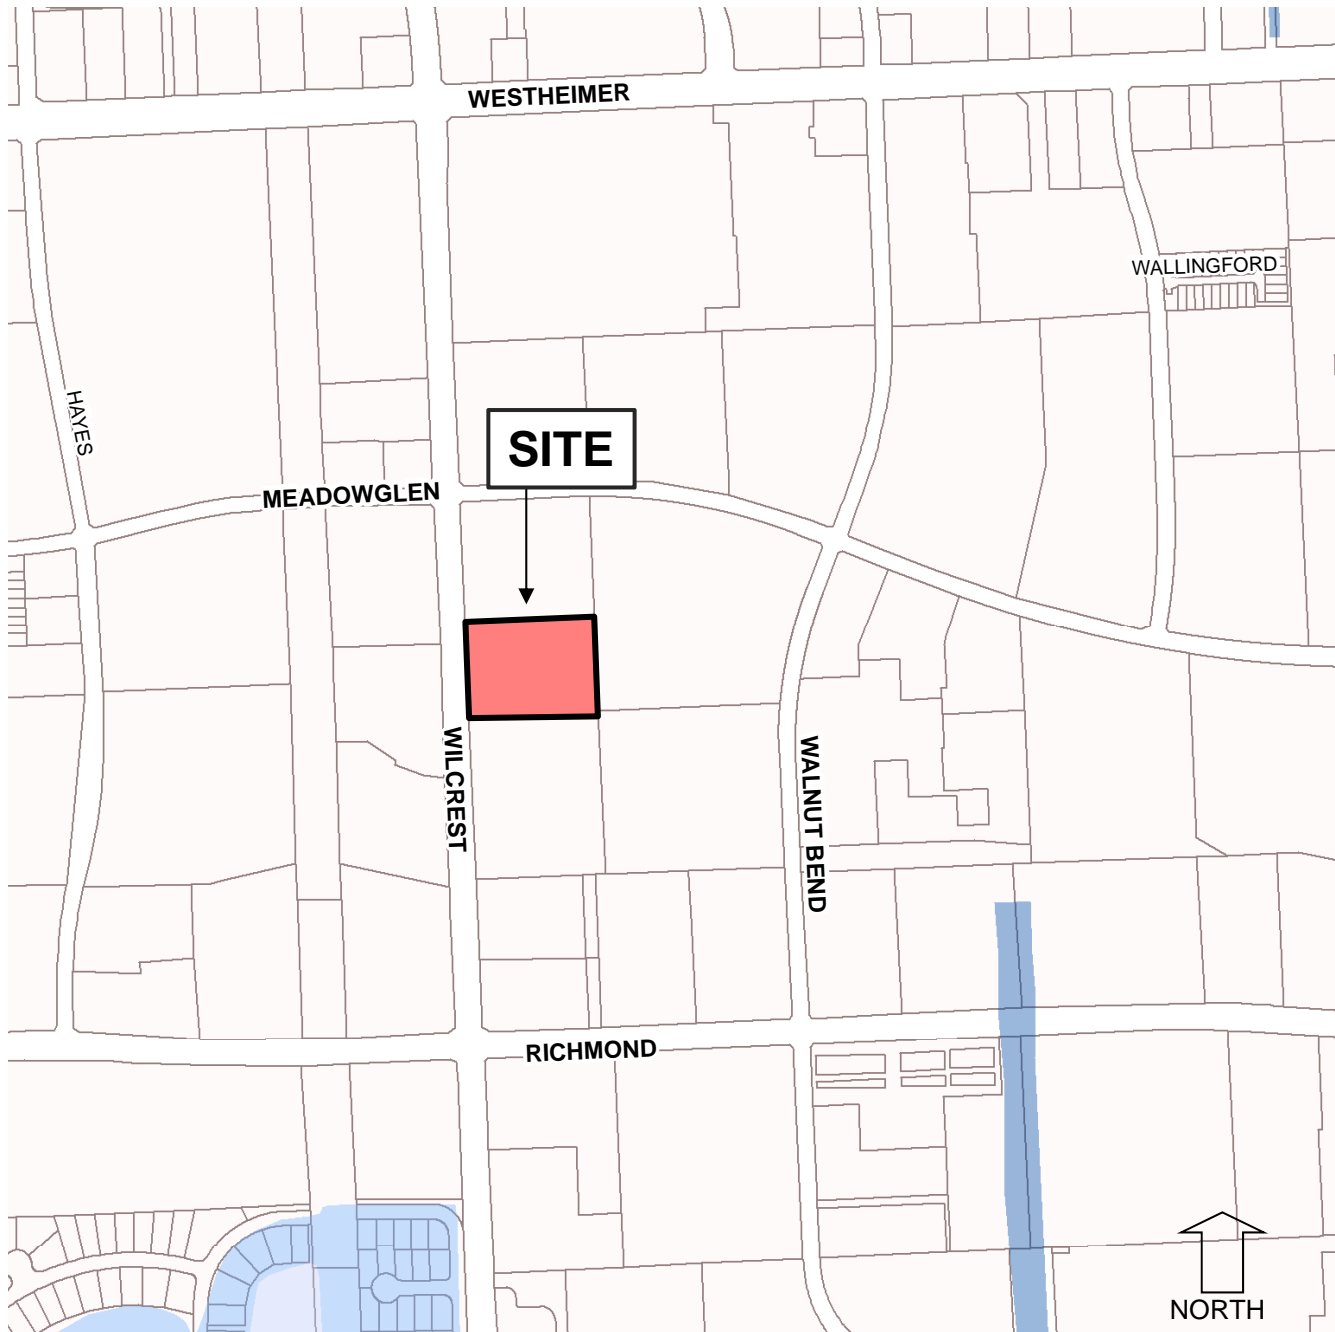 WESTHEIMER
WALLINGFORD
HAYES
SITE
MEADOWGLEN
WILCREST
WALNUT BEND
RICHMOND
NORTH